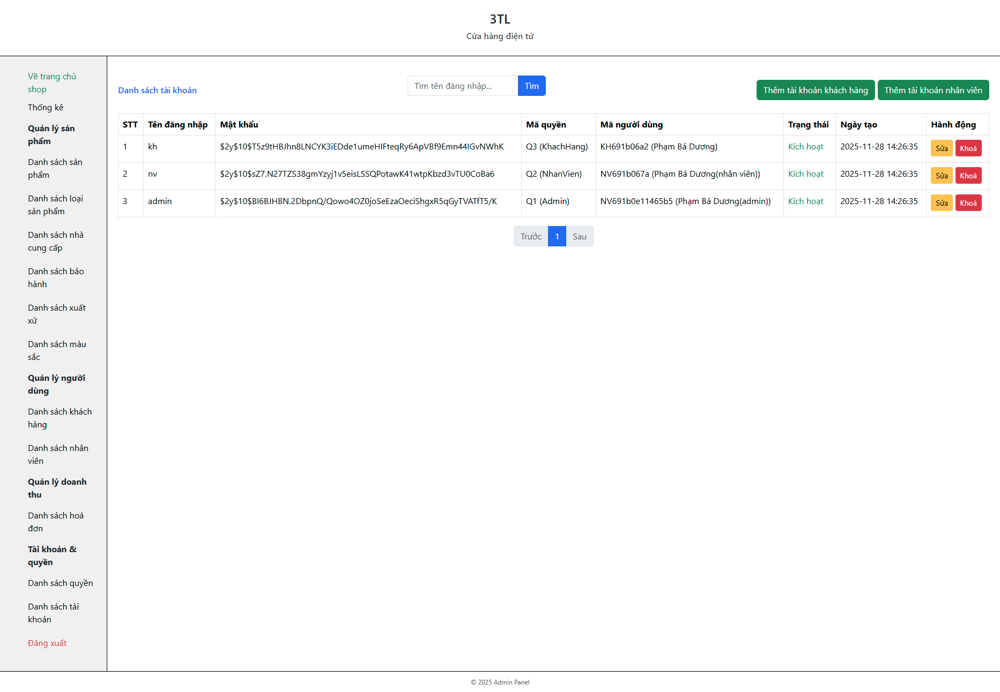 3TL
Cửa hàng điện tử
Về trang chủ
shop
Thống kê
Quản lý sản
phẩm
Danh sách sản
phẩm
Danh sách loại
sản phẩm
Danh sách nhà
cung cấp
Danh sách bảo
hành
Danh sách xuất
xứ
Danh sách màu
sắc
Quản lý người
dùng
Danh sách khách
hàng
Danh sách nhân
viên
Quản lý doanh
thu
Danh sách hoá
đơn
Tài khoản &
quyền
Danh sách quyền
Danh sách tài
khoản
Đăng xuất
Danh sách tài khoản
Tìm tên đăng nhập... Tìm
Thêm tài khoản khách hàng Thêm tài khoản nhân viên
STT Tên đăng nhập Mật khẩu Mã quyền Mã người dùng Trạng thái Ngày tạo Hành động
1 kh $2y$10$T5z9tHBJhn8LNCYK3iEDde1umeHIFteqRy6ApVBf9Emn44IGvNWhK Q3 (KhachHang) KH691b06a2 (Phạm Bá Dương) Kích hoạt 2025-11-28 14:26:35 Sửa Khoá
2 nv $2y$10$sZ7.N27TZS38gmYzyj1v5eisLSSQPotawK41wtpKbzd3vTU0CoBa6 Q2 (NhanVien) NV691b067a (Phạm Bá Dương(nhân viên)) Kích hoạt 2025-11-28 14:26:35 Sửa Khoá
3 admin $2y$10$BI6BJHBN.2DbpnQ/Qowo4OZ0joSeEzaOeciShgxR5qGyTVATfT5/K Q1 (Admin) NV691b0e11465b5 (Phạm Bá Dương(admin)) Kích hoạt 2025-11-28 14:26:35 Sửa Khoá
Trước 1 Sau
© 2025 Admin Panel